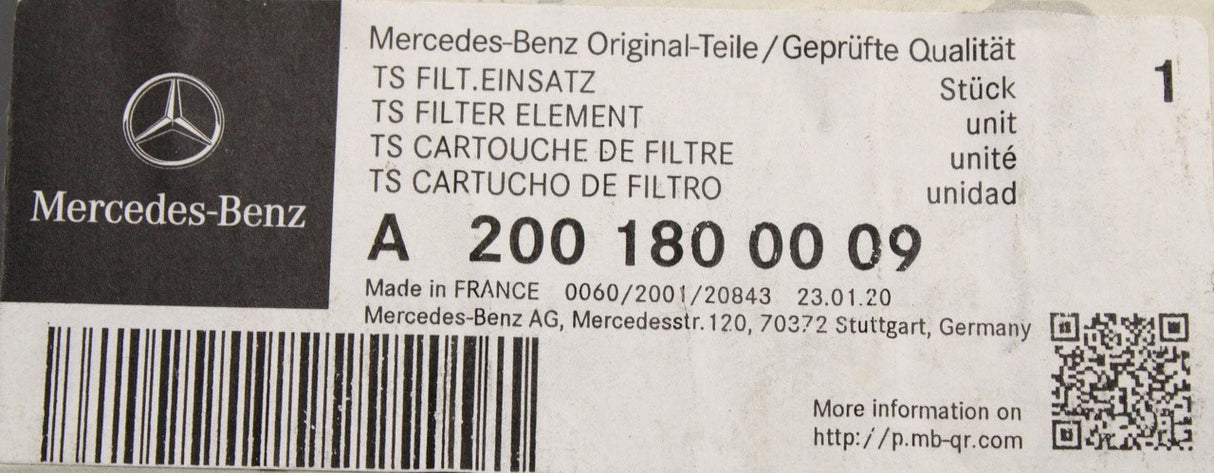 Mercedes-Benz
Mercedes-Benz Original-Teile/Geprüfte Qualität
TS FILT.EINSATZ Stück 1
TS FILTER ELEMENT unit
TS CARTOUCHE DE FILTRE unité
TS CARTUCHO DE FILTRO unidad
A 200 180 00 09
Made in FRANCE 0060/2001/20843 23.01.20
Mercedes-Benz AG, Mercedesstr.120, 70372 Stuttgart, Germany
More information on
http://p.mb-qr.com